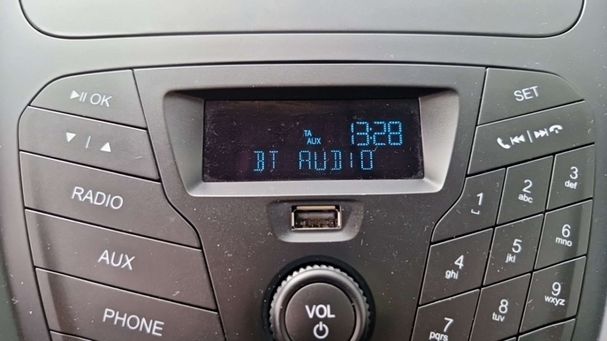 ▶II OK
▼ | ▲
RADIO
AUX
PHONE
TA
AUX
13:28
BT AUDIO
VOL
SET
1
2 abc
3 def
4 ghi
5 jkl
6 mno
7 pqrs
8 tuv
9 wxyz